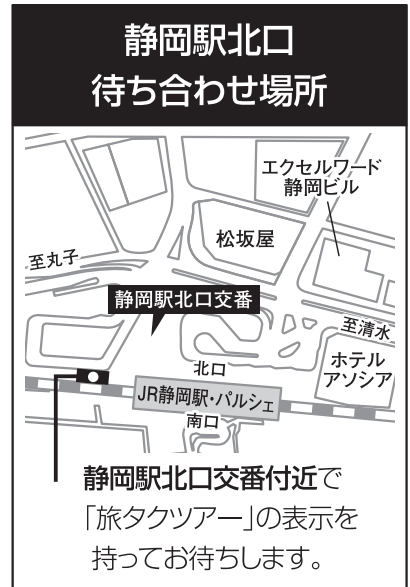 静岡駅北口
待ち合わせ場所
エクセルワード
静岡ビル
松坂屋
至丸子
静岡駅北口交番
至清水
北口
ホテル
アソシア
JR静岡駅・パルシェ
南口
静岡駅北口交番付近で
「旅タクツアー」の表示を
持ってお待ちします。